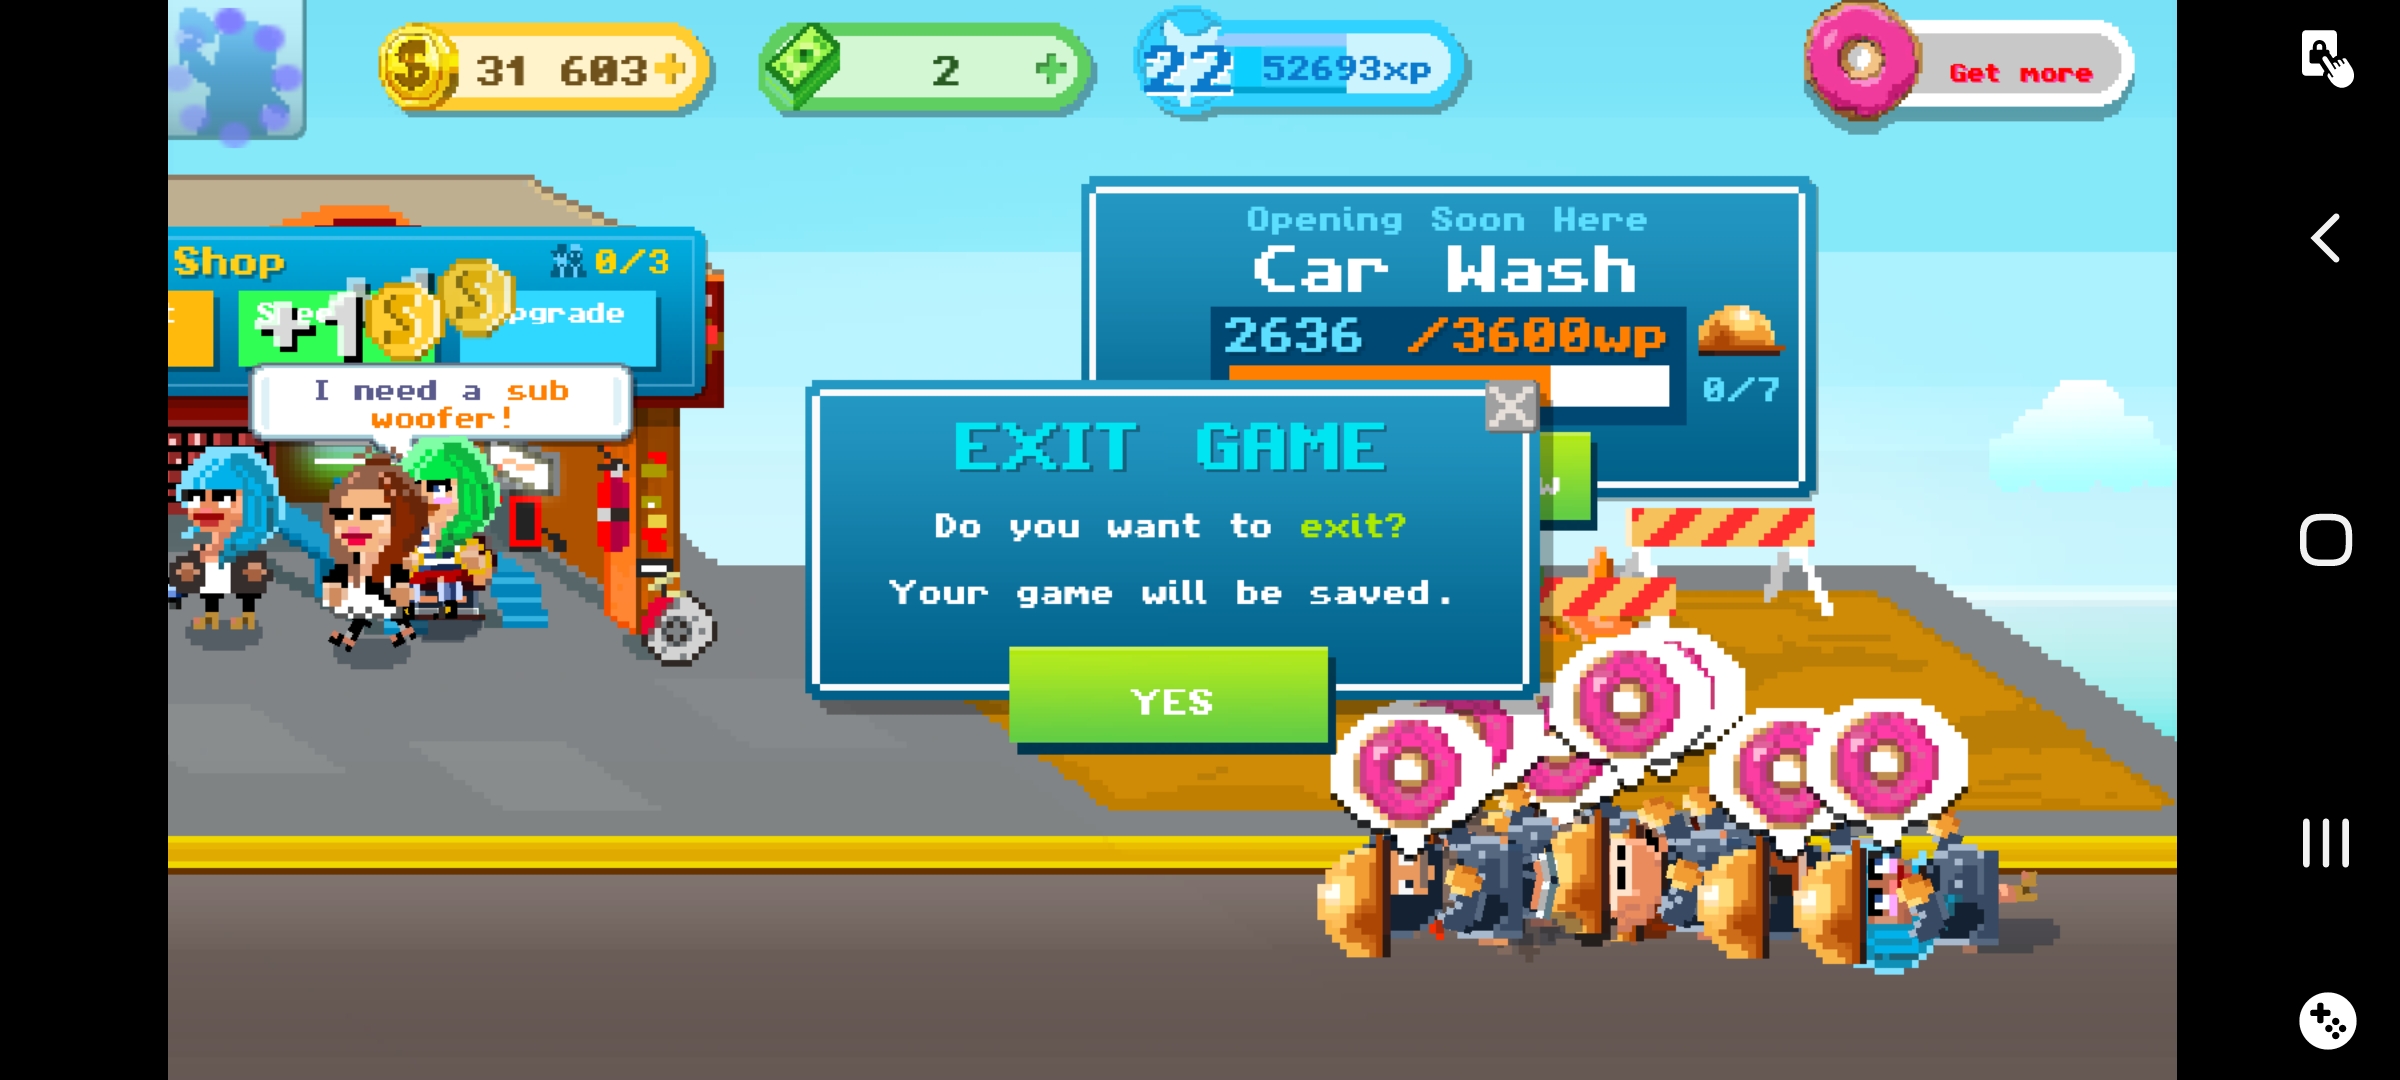 31 603
2
22
52693xp
Get more
Shop
0/3
+1
pgrade
I need a sub
woofer!
Opening Soon Here
Car Wash
2636 /3600wp
0/7
EXIT GAME
Do you want to exit?
Your game will be saved.
YES